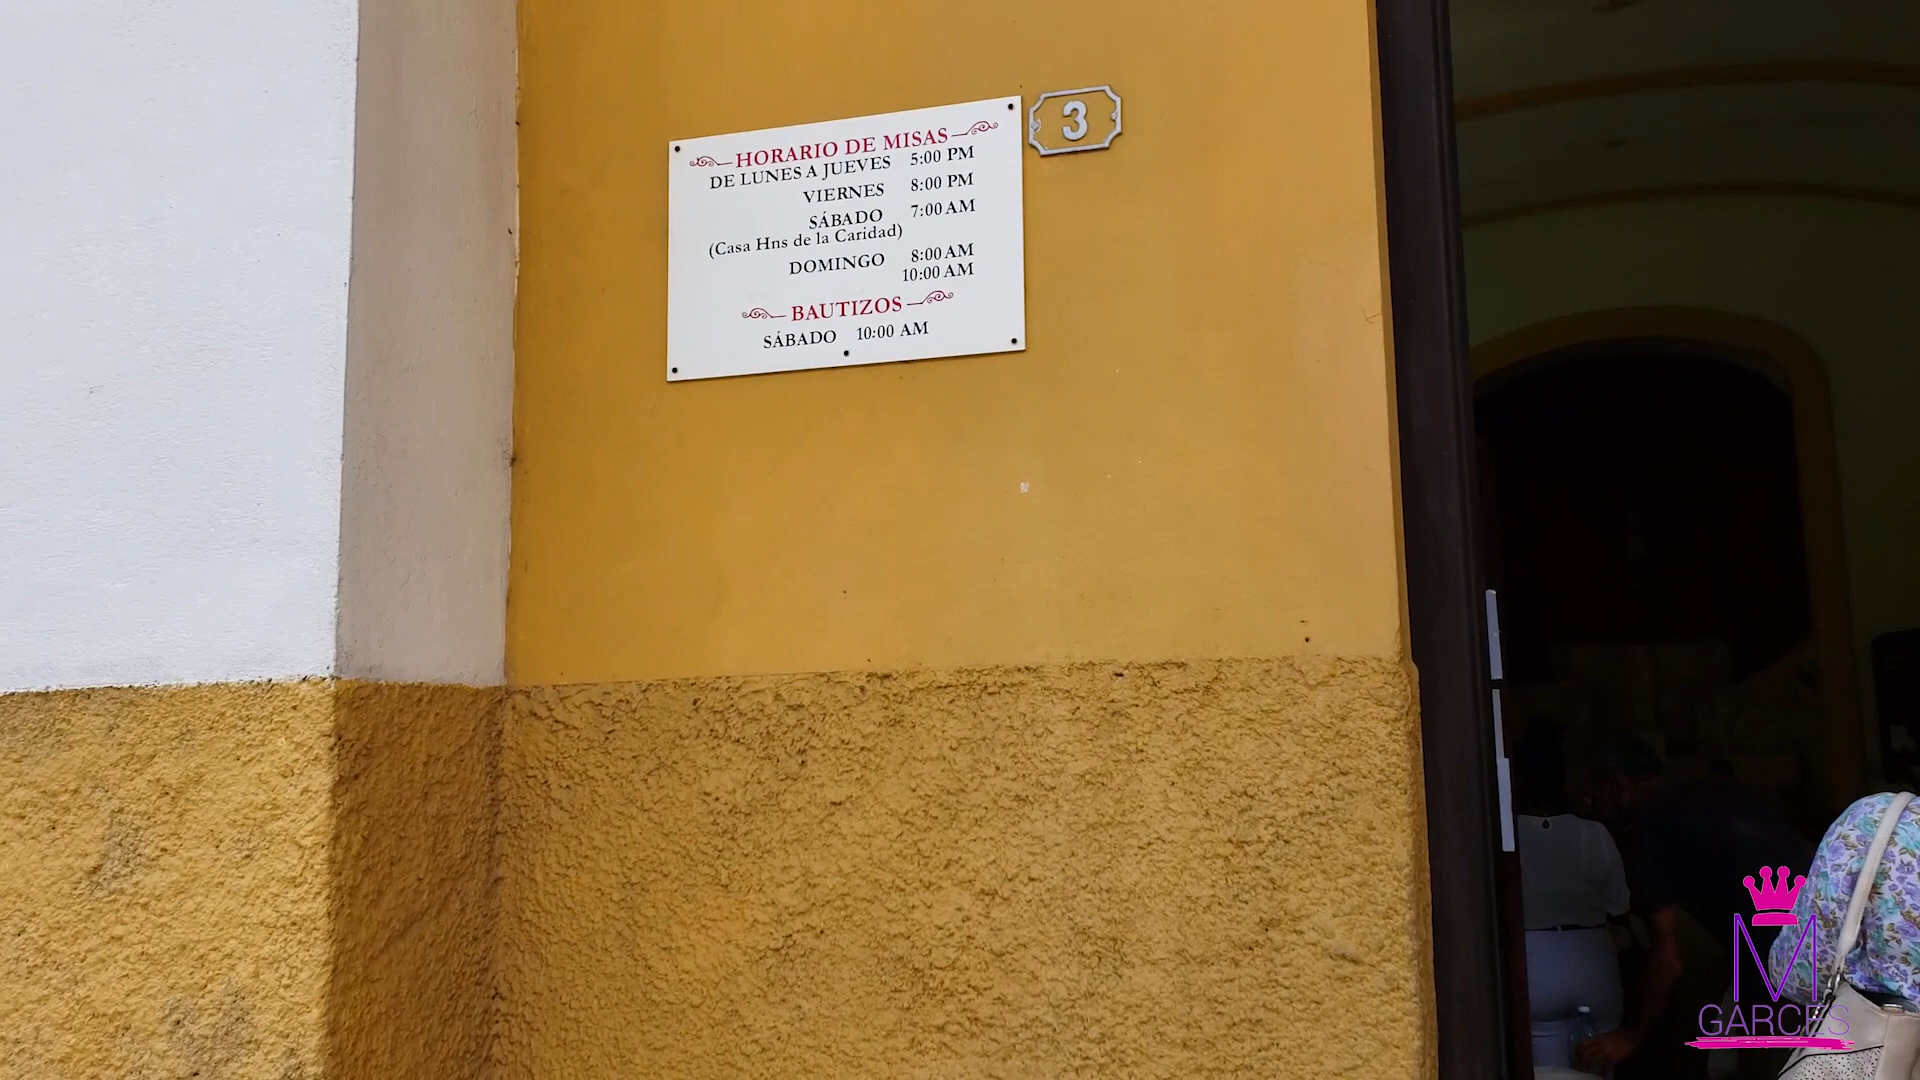 HORARIO DE MISAS
DE LUNES A JUEVES 5:00 PM
VIERNES 8:00 PM
SÁBADO 7:00 AM
(Casa Hns de la Caridad)
DOMINGO 8:00 AM
10:00 AM
BAUTIZOS
SÁBADO 10:00 AM
3
M
GARCES